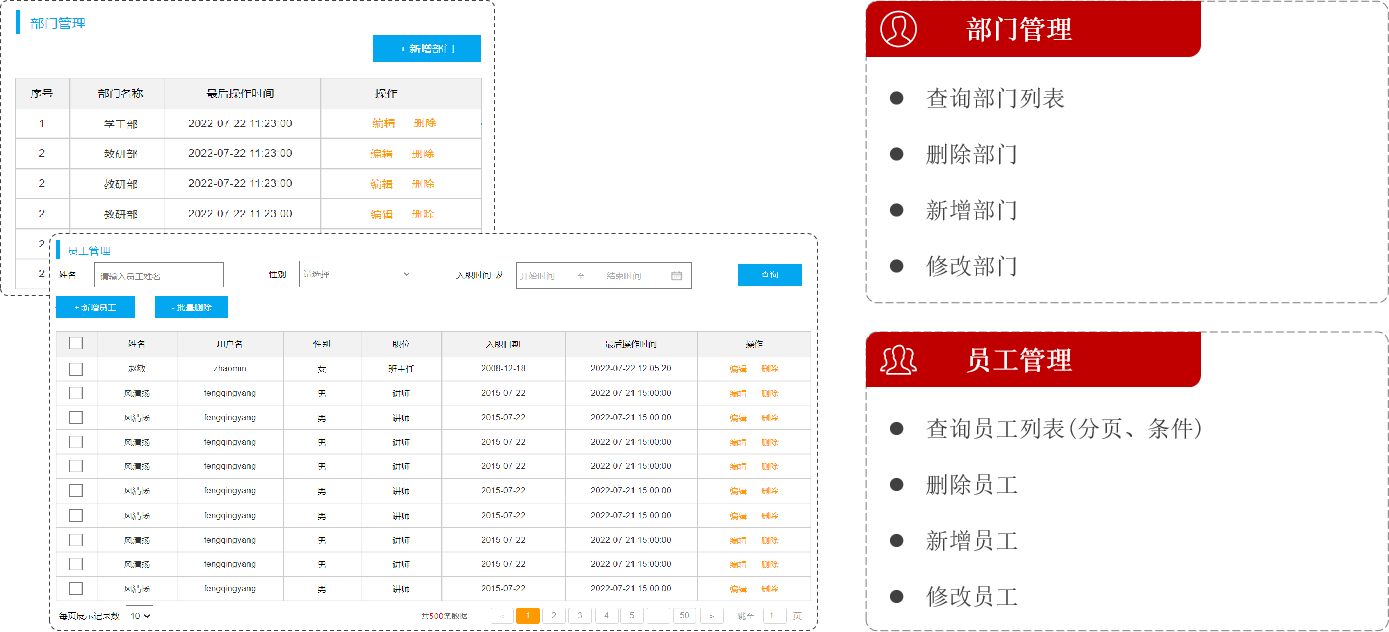 部门管理
+ 新增部门
序号 部门名称 最后操作时间 操作
1 学工部 2022-07-22 11:23:00 编辑 删除
2 教研部 2022-07-22 11:23:00 编辑 删除
2 教研部 2022-07-22 11:23:00 编辑 删除
2 教研部 2022-07-22 11:23:00 编辑 删除
2
2
员工管理
姓名 请输入员工姓名 性别 请选择 入职时间 从 开始时间 至 结束时间 查询
+ 新增员工 - 批量删除
姓名 用户名 性别 职位 入职日期 最后操作时间 操作
赵敏 zhaomin 女 班主任 2008-12-18 2022-07-22 12:05:20 编辑 删除
风清扬 fengqingyang 男 讲师 2015-07-22 2022-07-21 15:00:00 编辑 删除
风清扬 fengqingyang 男 讲师 2015-07-22 2022-07-21 15:00:00 编辑 删除
风清扬 fengqingyang 男 讲师 2015-07-22 2022-07-21 15:00:00 编辑 删除
风清扬 fengqingyang 男 讲师 2015-07-22 2022-07-21 15:00:00 编辑 删除
风清扬 fengqingyang 男 讲师 2015-07-22 2022-07-21 15:00:00 编辑 删除
风清扬 fengqingyang 男 讲师 2015-07-22 2022-07-21 15:00:00 编辑 删除
风清扬 fengqingyang 男 讲师 2015-07-22 2022-07-21 15:00:00 编辑 删除
风清扬 fengqingyang 男 讲师 2015-07-22 2022-07-21 15:00:00 编辑 删除
风清扬 fengqingyang 男 讲师 2015-07-22 2022-07-21 15:00:00 编辑 删除
每页展示记录数 10 共500条数据 < 1 2 3 4 5 50 > 跳至 1 页
部门管理
● 查询部门列表
● 删除部门
● 新增部门
● 修改部门
员工管理
● 查询员工列表(分页、条件)
● 删除员工
● 新增员工
● 修改员工